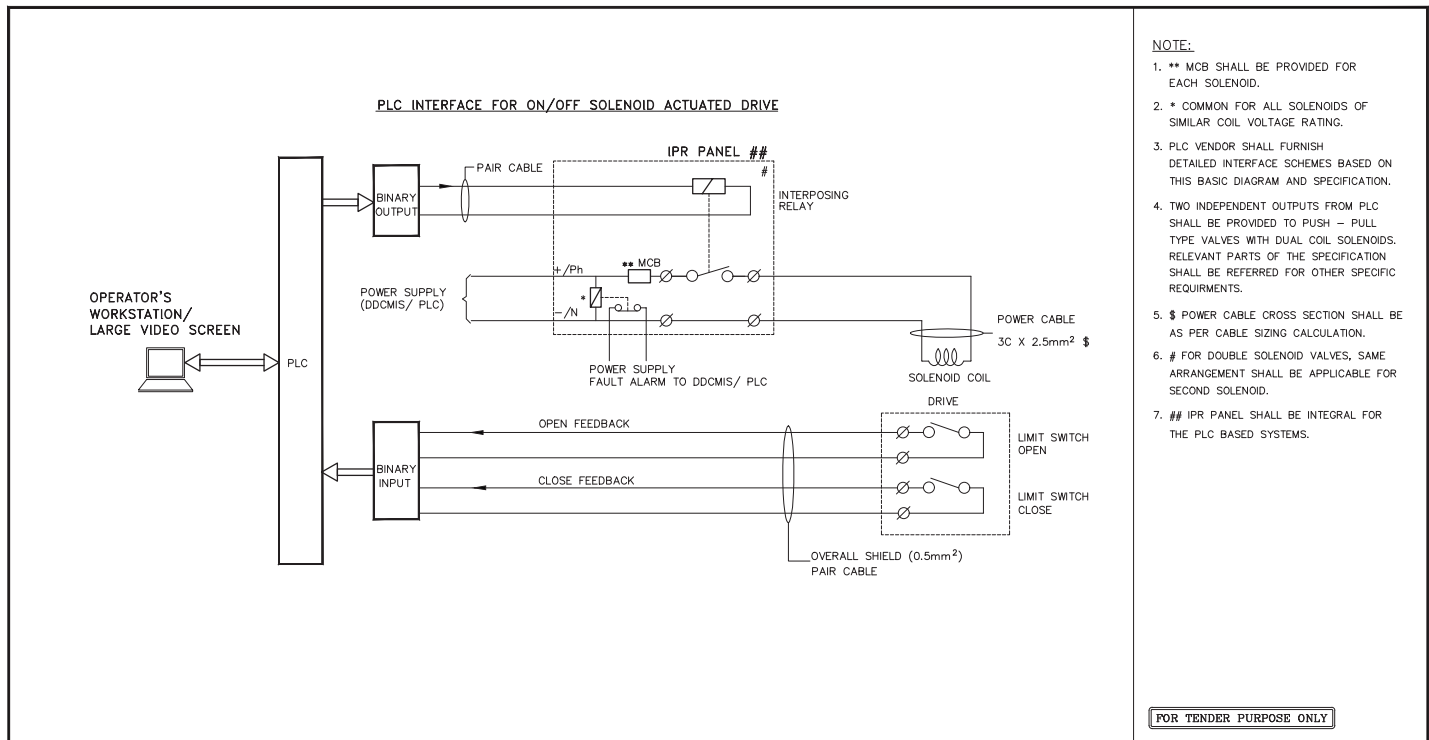 PLC INTERFACE FOR ON/OFF SOLENOID ACTUATED DRIVE
IPR PANEL ##
#
PAIR CABLE
BINARY
OUTPUT
INTERPOSING
RELAY
+/Ph
** MCB
*
-/N
POWER SUPPLY
(DDCMIS/ PLC)
OPERATOR'S
WORKSTATION/
LARGE VIDEO SCREEN
PLC
POWER SUPPLY
FAULT ALARM TO DDCMIS/ PLC
POWER CABLE
3C X 2.5mm² $
SOLENOID COIL
DRIVE
OPEN FEEDBACK
LIMIT SWITCH
OPEN
BINARY
INPUT
CLOSE FEEDBACK
LIMIT SWITCH
CLOSE
OVERALL SHIELD (0.5mm²)
PAIR CABLE
NOTE:
1. ** MCB SHALL BE PROVIDED FOR
EACH SOLENOID.
2. * COMMON FOR ALL SOLENOIDS OF
SIMILAR COIL VOLTAGE RATING.
3. PLC VENDOR SHALL FURNISH
DETAILED INTERFACE SCHEMES BASED ON
THIS BASIC DIAGRAM AND SPECIFICATION.
4. TWO INDEPENDENT OUTPUTS FROM PLC
SHALL BE PROVIDED TO PUSH – PULL
TYPE VALVES WITH DUAL COIL SOLENOIDS.
RELEVANT PARTS OF THE SPECIFICATION
SHALL BE REFERRED FOR OTHER SPECIFIC
REQUIRMENTS.
5. $ POWER CABLE CROSS SECTION SHALL BE
AS PER CABLE SIZING CALCULATION.
6. # FOR DOUBLE SOLENOID VALVES, SAME
ARRANGEMENT SHALL BE APPLICABLE FOR
SECOND SOLENOID.
7. ## IPR PANEL SHALL BE INTEGRAL FOR
THE PLC BASED SYSTEMS.
FOR TENDER PURPOSE ONLY